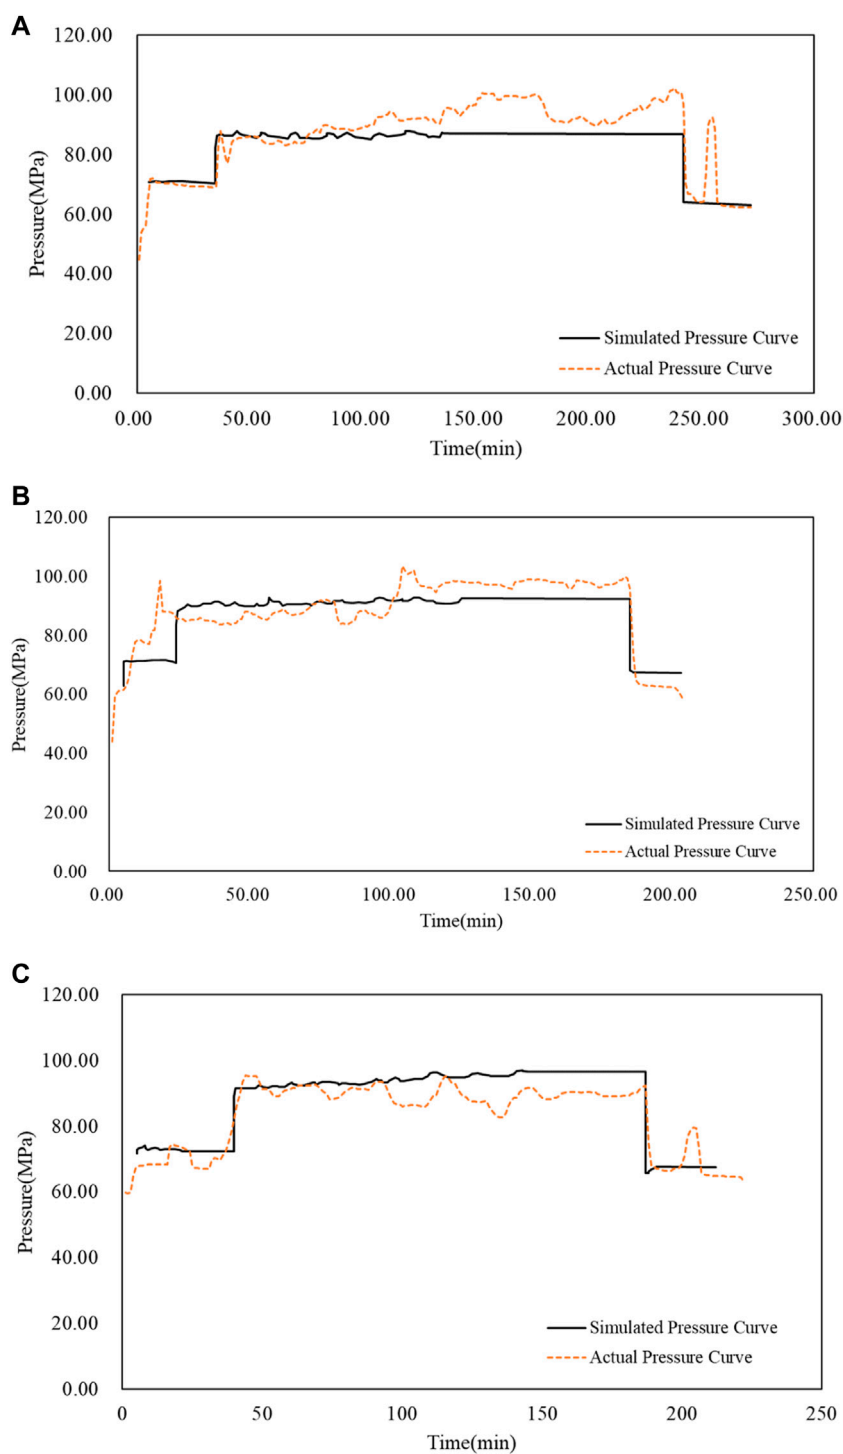 A
120.00
100.00
80.00
60.00
40.00
20.00
0.00
Pressure(MPa)
Simulated Pressure Curve
Actual Pressure Curve
0.00 50.00 100.00 150.00 200.00 250.00 300.00
Time(min)
B
120.00
100.00
80.00
60.00
40.00
20.00
0.00
Pressure(MPa)
Simulated Pressure Curve
Actual Pressure Curve
0.00 50.00 100.00 150.00 200.00 250.00
Time(min)
C
120.00
100.00
80.00
60.00
40.00
20.00
0.00
Pressure(MPa)
Simulated Pressure Curve
Actual Pressure Curve
0 50 100 150 200 250
Time(min)